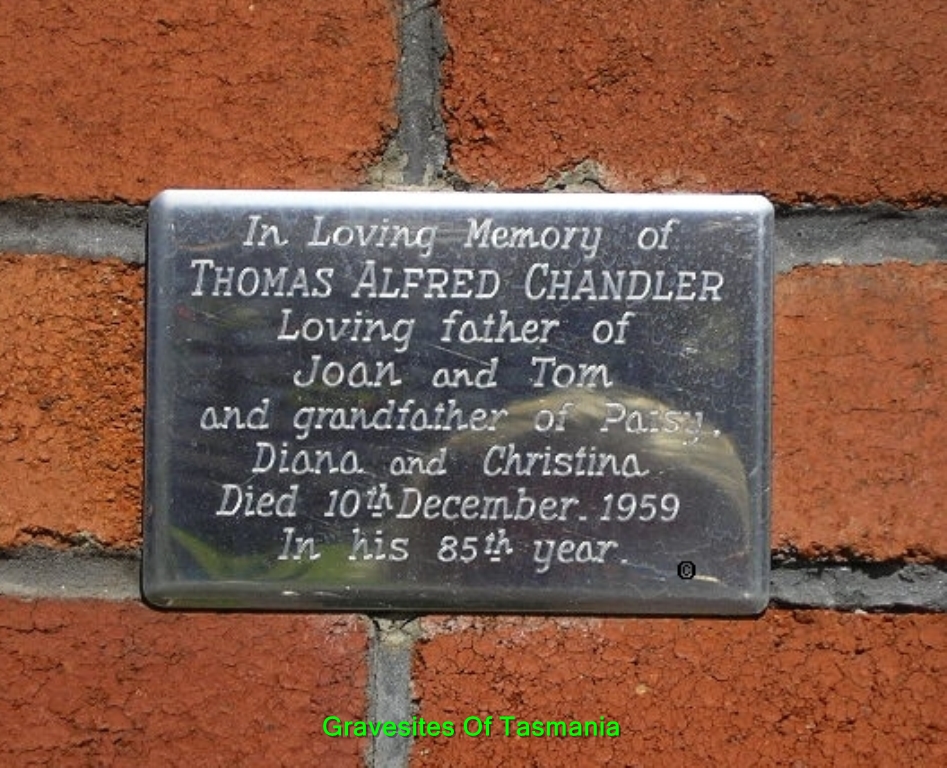 In Loving Memory of
THOMAS ALFRED CHANDLER
Loving father of
Joan and Tom
and grandfather of Patsy,
Diana and Christina
Died 10th December. 1959
In his 85th year.
©
Gravesites Of Tasmania